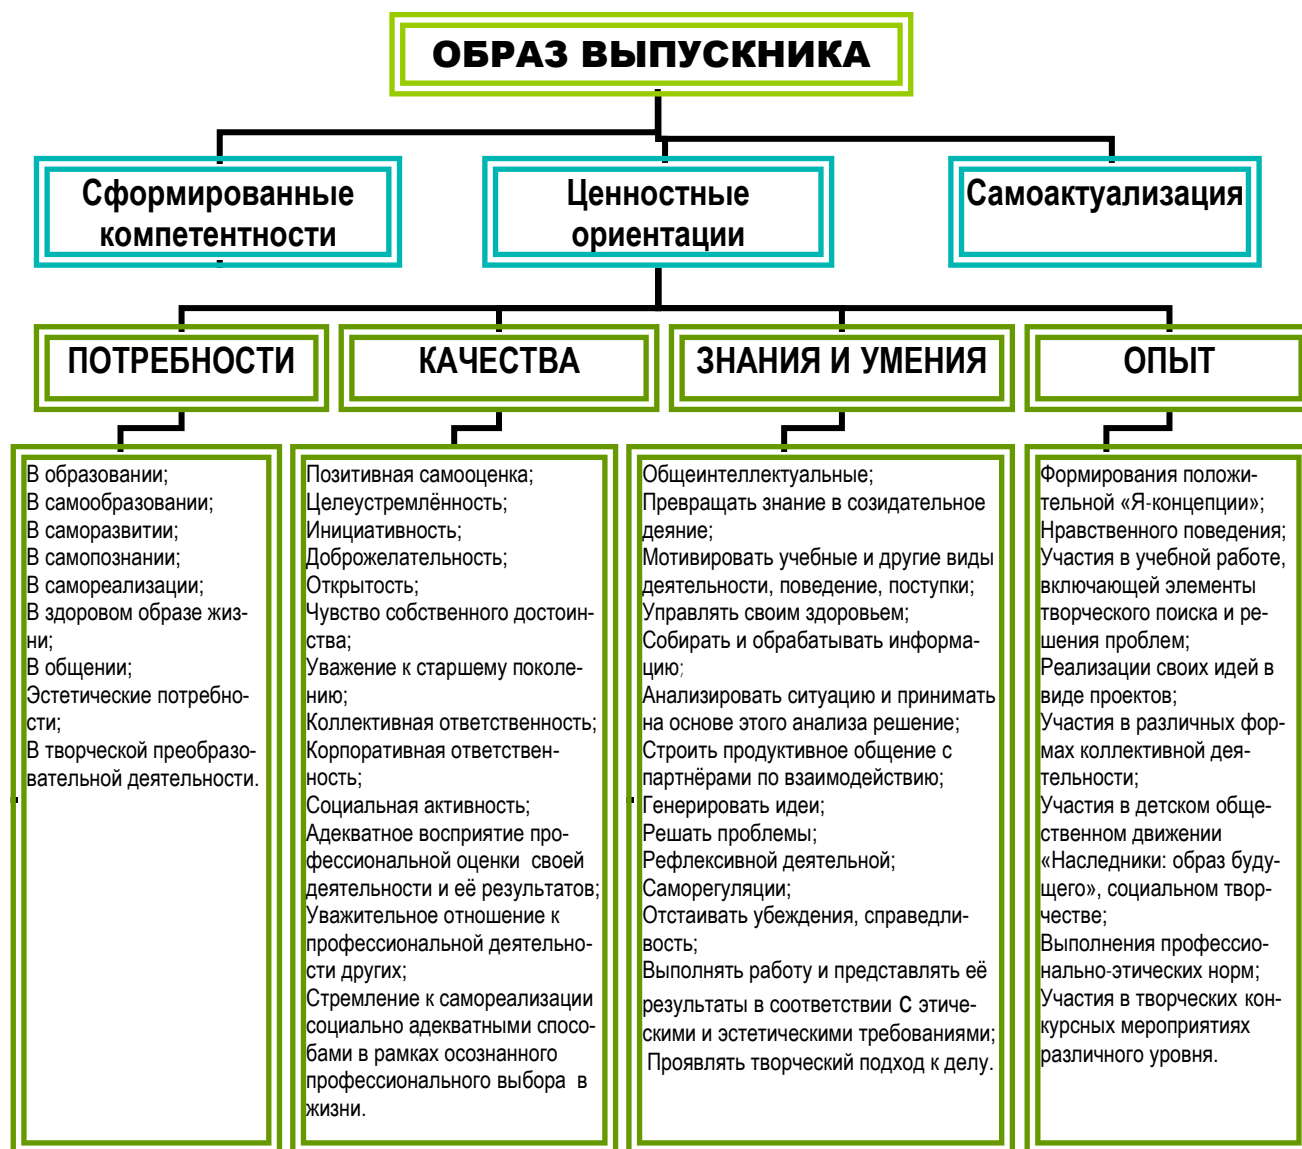 ОБРАЗ ВЫПУСКНИКА
Сформированные
компетентности
Ценностные
ориентации
Самоактуализация
ПОТРЕБНОСТИ
КАЧЕСТВА
ЗНАНИЯ И УМЕНИЯ
ОПЫТ
В образовании;
В самообразовании;
В саморазвитии;
В самопознании;
В самореализации;
В здоровом образе жиз-
ни;
В общении;
Эстетические потребно-
сти;
В творческой преобразо-
вательной деятельности.
Позитивная самооценка;
Целеустремлённость;
Инициативность;
Доброжелательность;
Открытость;
Чувство собственного достоин-
ства;
Уважение к старшему поколе-
нию;
Коллективная ответственность;
Корпоративная ответствен-
ность;
Социальная активность;
Адекватное восприятие про-
фессиональной оценки своей
деятельности и её результатов;
Уважительное отношение к
профессиональной деятельно-
сти других;
Стремление к самореализации
социально адекватными спосо-
бами в рамках осознанного
профессионального выбора в
жизни.
Общеинтеллектуальные;
Превращать знание в созидательное
деяние;
Мотивировать учебные и другие виды
деятельности, поведение, поступки;
Управлять своим здоровьем;
Собирать и обрабатывать информа-
цию;
Анализировать ситуацию и принимать
на основе этого анализа решение;
Строить продуктивное общение с
партнёрами по взаимодействию;
Генерировать идеи;
Решать проблемы;
Рефлексивной деятельной;
Саморегуляции;
Отстаивать убеждения, справедли-
вость;
Выполнять работу и представлять её
результаты в соответствии с этиче-
скими и эстетическими требованиями;
Проявлять творческий подход к делу.
Формирования положи-
тельной «Я-концепции»;
Нравственного поведения;
Участия в учебной работе,
включающей элементы
творческого поиска и ре-
шения проблем;
Реализации своих идей в
виде проектов;
Участия в различных фор-
мах коллективной дея-
тельности;
Участия в детском обще-
ственном движении
«Наследники: образ буду-
щего», социальном твор-
честве;
Выполнения профессио-
нально-этических норм;
Участия в творческих кон-
курсных мероприятиях
различного уровня.